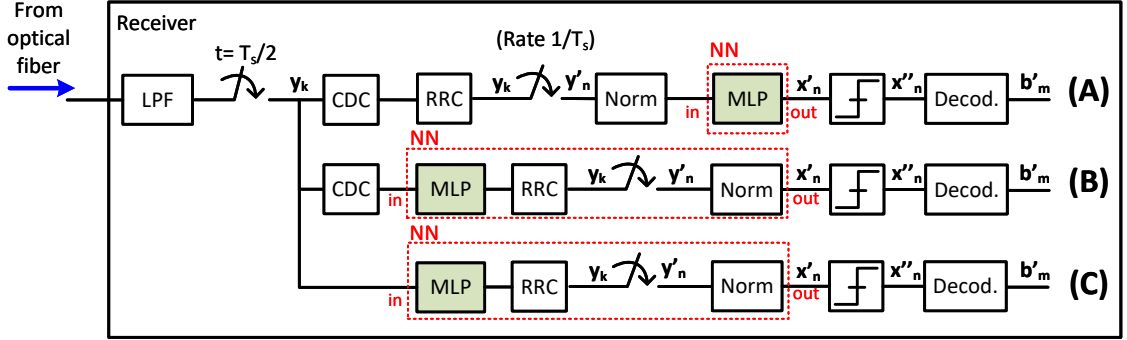 From
optical
fiber
Receiver
t= Ts/2
(Rate 1/Ts)
NN
LPF
yk
CDC
RRC
yk
y'n
Norm
in
MLP
x'n
out
x''n
Decod.
b'm
(A)
NN
CDC
in
MLP
RRC
yk
y'n
Norm
x'n
out
x''n
Decod.
b'm
(B)
NN
in
MLP
RRC
yk
y'n
Norm
x'n
out
x''n
Decod.
b'm
(C)